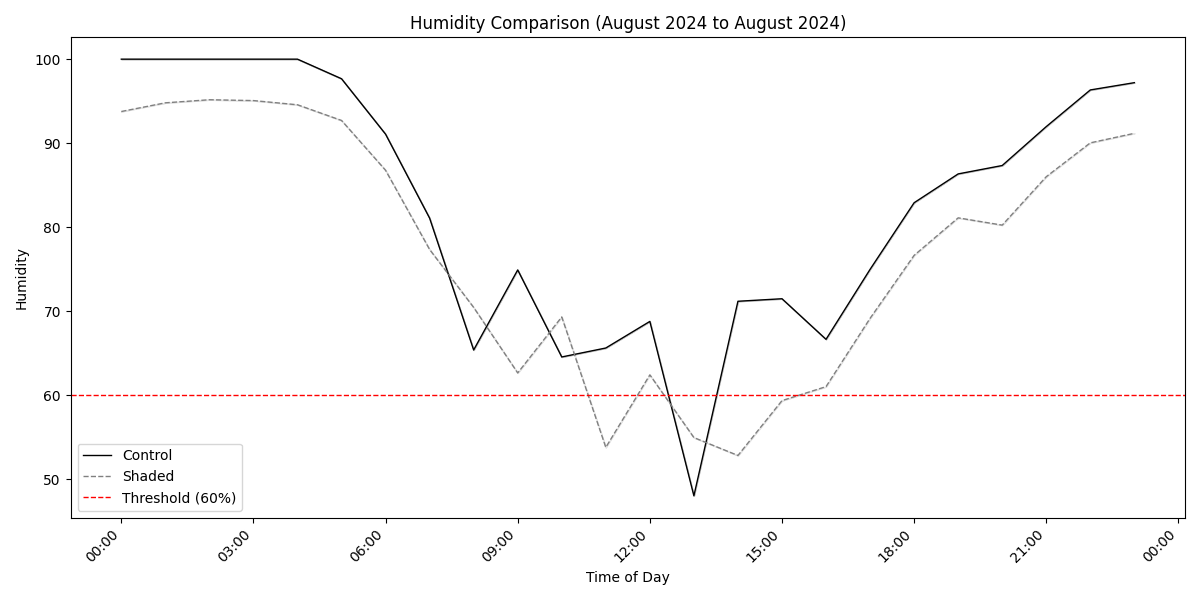 Humidity Comparison (August 2024 to August 2024)
Humidity
100
90
80
70
60
50
Control
Shaded
Threshold (60%)
00:00
03:00
06:00
09:00
12:00
15:00
18:00
21:00
00:00
Time of Day